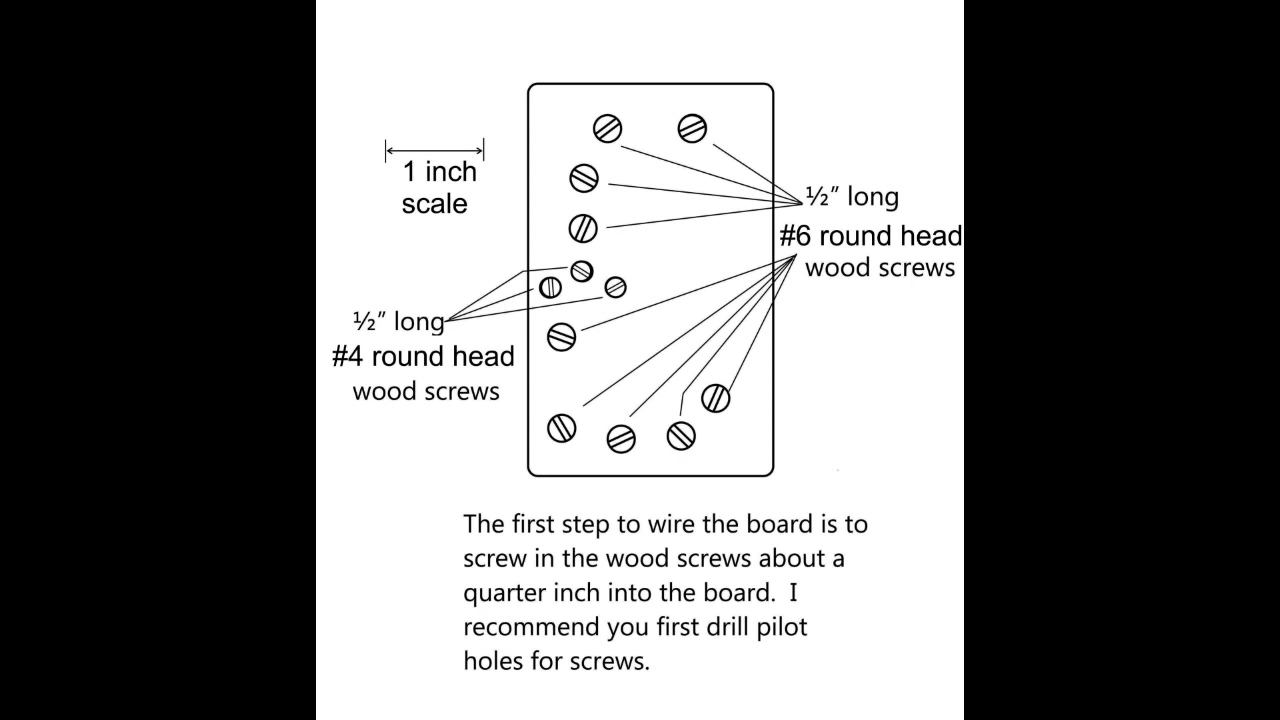 1 inch
scale
½” long
#6 round head
wood screws
½” long
#4 round head
wood screws
The first step to wire the board is to
screw in the wood screws about a
quarter inch into the board.  I
recommend you first drill pilot
holes for screws.